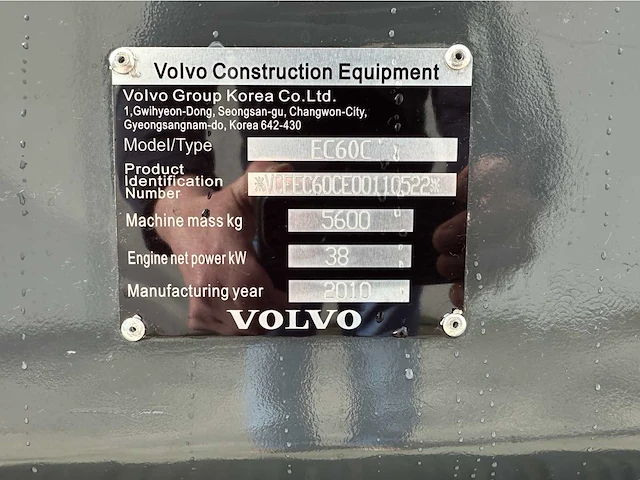 Volvo Construction Equipment
Volvo Group Korea Co.Ltd.
1,Gwihyeon-Dong, Seongsan-gu, Changwon-City,
Gyeongsangnam-do, Korea 642-430
Model/Type EC60C
Product
Identification
Number *VCEEC60CE00110522*
Machine mass kg 5600
Engine net power kW 38
Manufacturing year 2010
VOLVO